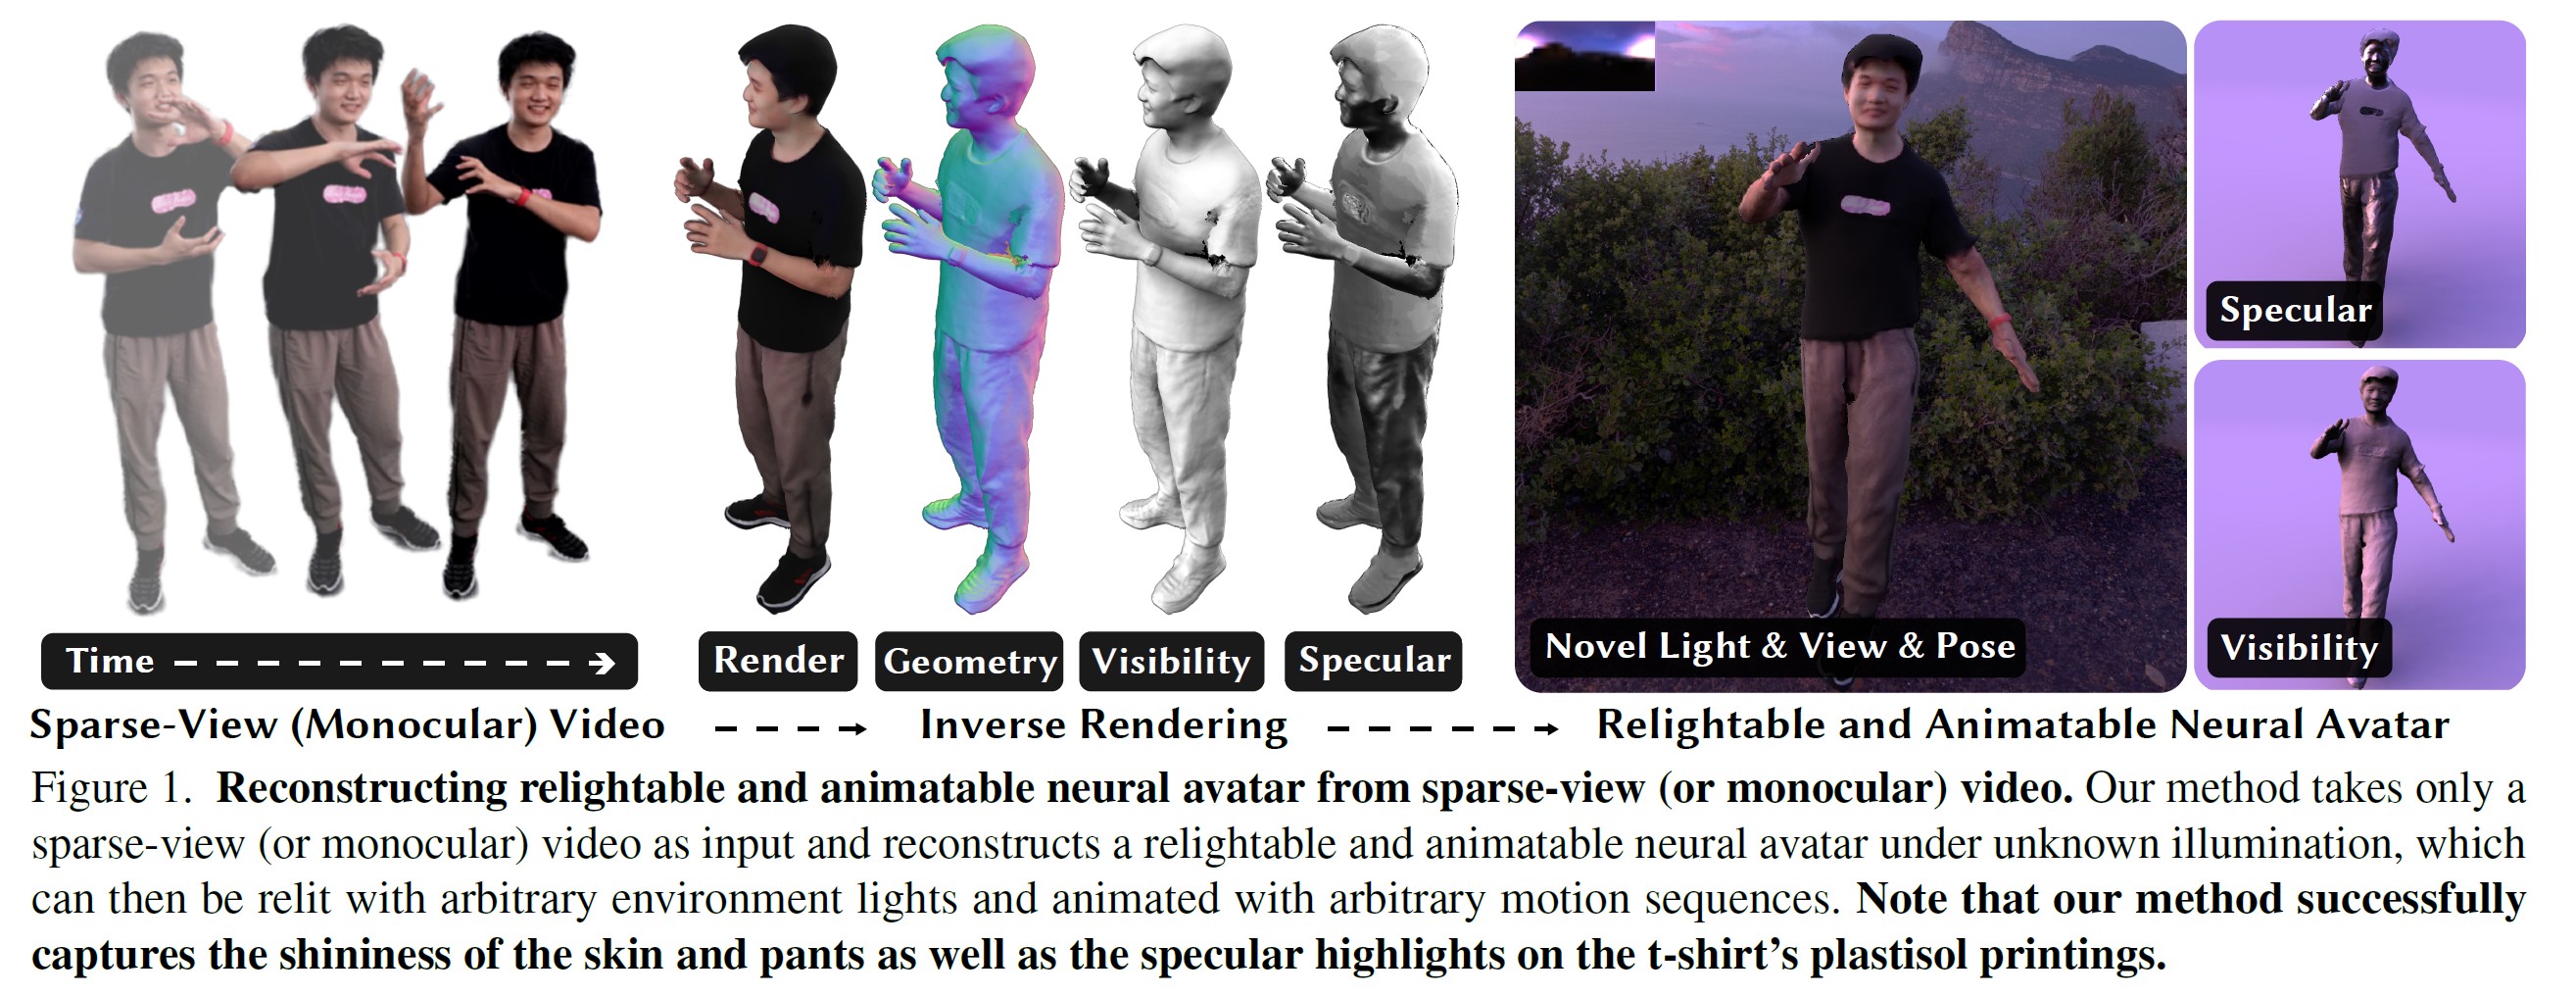 Time
Render
Geometry
Visibility
Specular
Novel Light & View & Pose
Specular
Visibility
Sparse-View (Monocular) Video
Inverse Rendering
Relightable and Animatable Neural Avatar
Figure 1. Reconstructing relightable and animatable neural avatar from sparse-view (or monocular) video. Our method takes only a
sparse-view (or monocular) video as input and reconstructs a relightable and animatable neural avatar under unknown illumination, which
can then be relit with arbitrary environment lights and animated with arbitrary motion sequences. Note that our method successfully
captures the shininess of the skin and pants as well as the specular highlights on the t-shirt's plastisol printings.